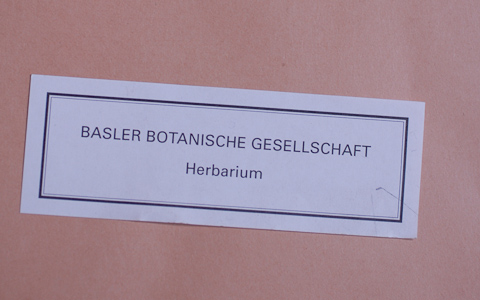 BASLER BOTANISCHE GESELLSCHAFT
Herbarium